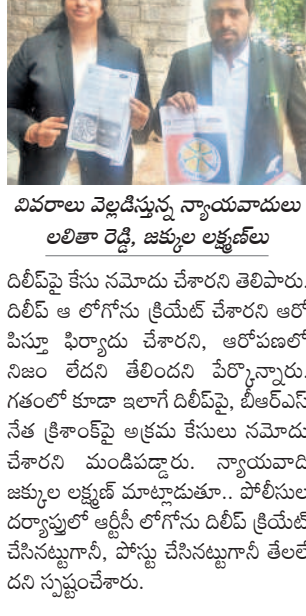 వివరాలు వెల్లడిస్తున్న న్యాయవాదులు
లలితా రెడ్డి, జక్కుల లక్ష్మణ్‌లు
దిలీప్‌పై కేసు నమోదు చేశారని తెలిపారు.
దిలీప్ ఆ లోగోను క్రియేట్ చేశారని ఆరో
పిస్తూ ఫిర్యాదు చేశారని, ఆరోపణలో
నిజం లేదని తేలిందని పేర్కొన్నారు.
గతంలో కూడా ఇలాగే దిలీప్‌పై, బీఆర్ఎస్
నేత క్రిశాంక్‌పై అక్రమ కేసులు నమోదు
చేశారని మండిపడ్డారు. న్యాయవాది
జక్కుల లక్ష్మణ్ మాట్లాడుతూ.. పోలీసుల
దర్యాప్తులో ఆర్టీసీ లోగోను దిలీప్ క్రియేట్
చేసినట్టుగానీ, పోస్టు చేసినట్టుగానీ తేలలే
దని స్పష్టంచేశారు.